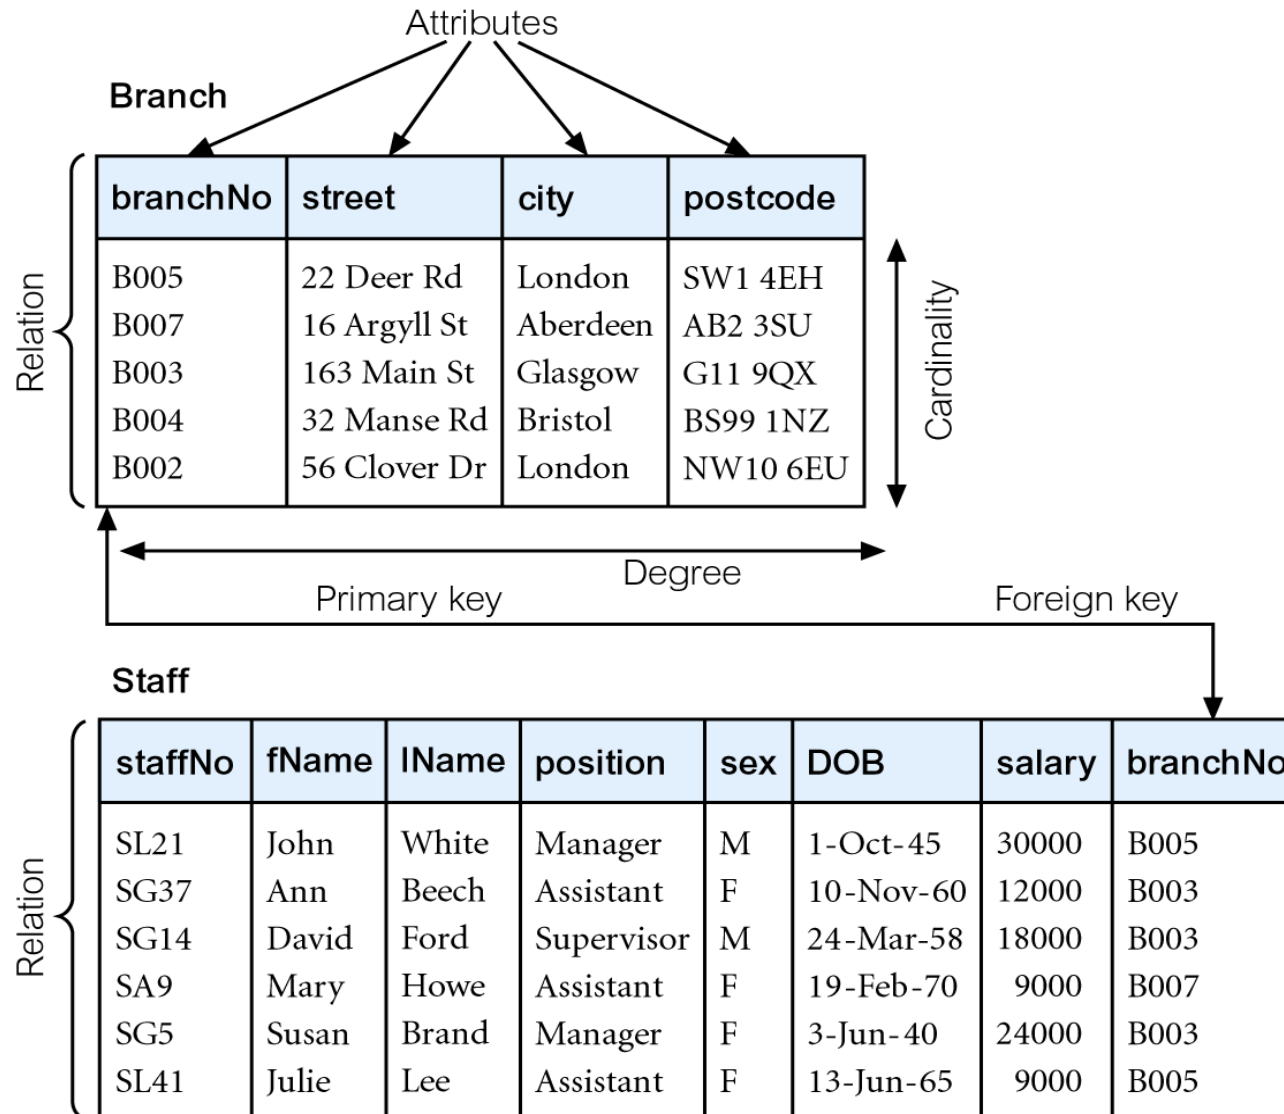 Attributes
Branch
branchNo street city postcode
B005 22 Deer Rd London SW1 4EH
B007 16 Argyll St Aberdeen AB2 3SU
B003 163 Main St Glasgow G11 9QX
B004 32 Manse Rd Bristol BS99 1NZ
B002 56 Clover Dr London NW10 6EU
Relation
Cardinality
Degree
Primary key
Foreign key
Staff
staffNo fName lName position sex DOB salary branchNo
SL21 John White Manager M 1-Oct-45 30000 B005
SG37 Ann Beech Assistant F 10-Nov-60 12000 B003
SG14 David Ford Supervisor M 24-Mar-58 18000 B003
SA9 Mary Howe Assistant F 19-Feb-70 9000 B007
SG5 Susan Brand Manager F 3-Jun-40 24000 B003
SL41 Julie Lee Assistant F 13-Jun-65 9000 B005
Relation